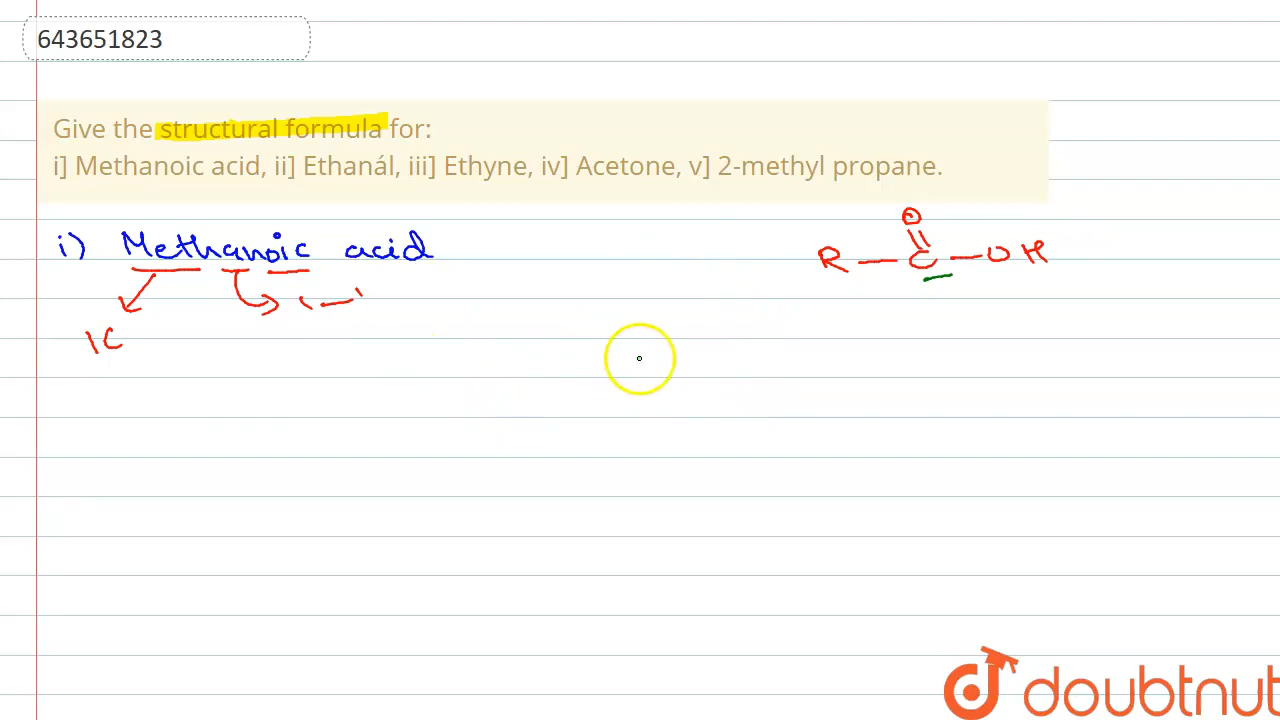 643651823
Give the structural formula for:
i] Methanoic acid, ii] Ethanál, iii] Ethyne, iv] Acetone, v] 2-methyl propane.
i) Methanoic acid
O
||
R — C — OH
1C
doubtnut